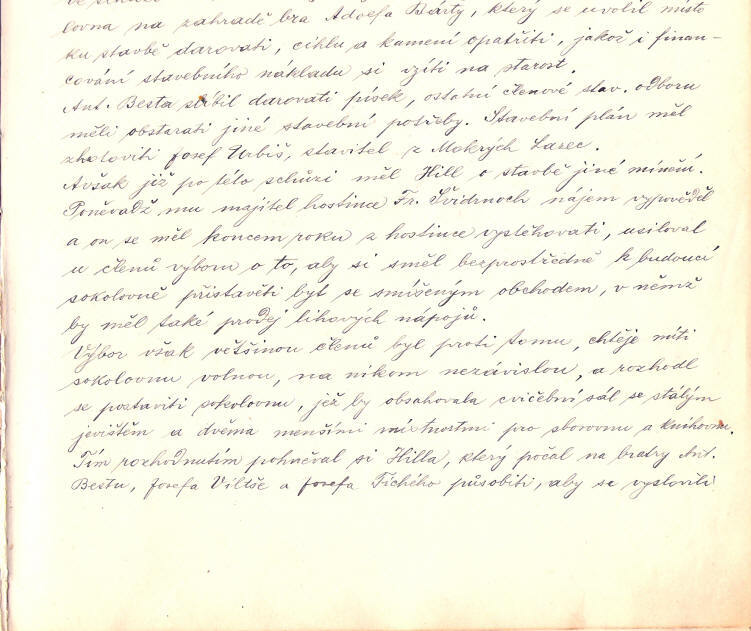 lovna na zahradě bra Adolfa Bárty, který se uvolil místo
ku stavbě darovati, cihlu a kamení opatřiti, jakož i finan-
cování stavebního nákladu si vzíti na starost.
Ant. Besta slíbil darovati písek, ostatní členové stav. odboru
měli obstarati jiné stavební potřeby. Stavební plán měl
zhotoviti Josef Urbiš, stavitel z Mokrých Lazec.
Avšak již po této schůzi měl Hill o stavbě jiné mínění.
Poněvadž mu majitel hostince Fr. Švidrnoch nájem vypověděl
a on se měl koncem roku z hostince vystěhovati, usiloval
u členů výboru o to, aby si směl bezprostředně k budoucí
sokolovně přistavěti byt se smíšeným obchodem, v němž
by měl také prodej lihových nápojů.
Výbor však většinou členů byl proti tomu, chtěje míti
sokolovnu volnou, na nikom nezávislou, a rozhodl
se postaviti sokolovnu, jež by obsahovala cvičební sál se stálým
jevištěm a dvěma menšími místnostmi pro sborovnu a knihovnu.
Tím rozhodnutím pohněval si Hilla, který počal na bratry Ant.
Bestu, Josefa Viltše a Josefa Tichého působiti, aby se vyslovili